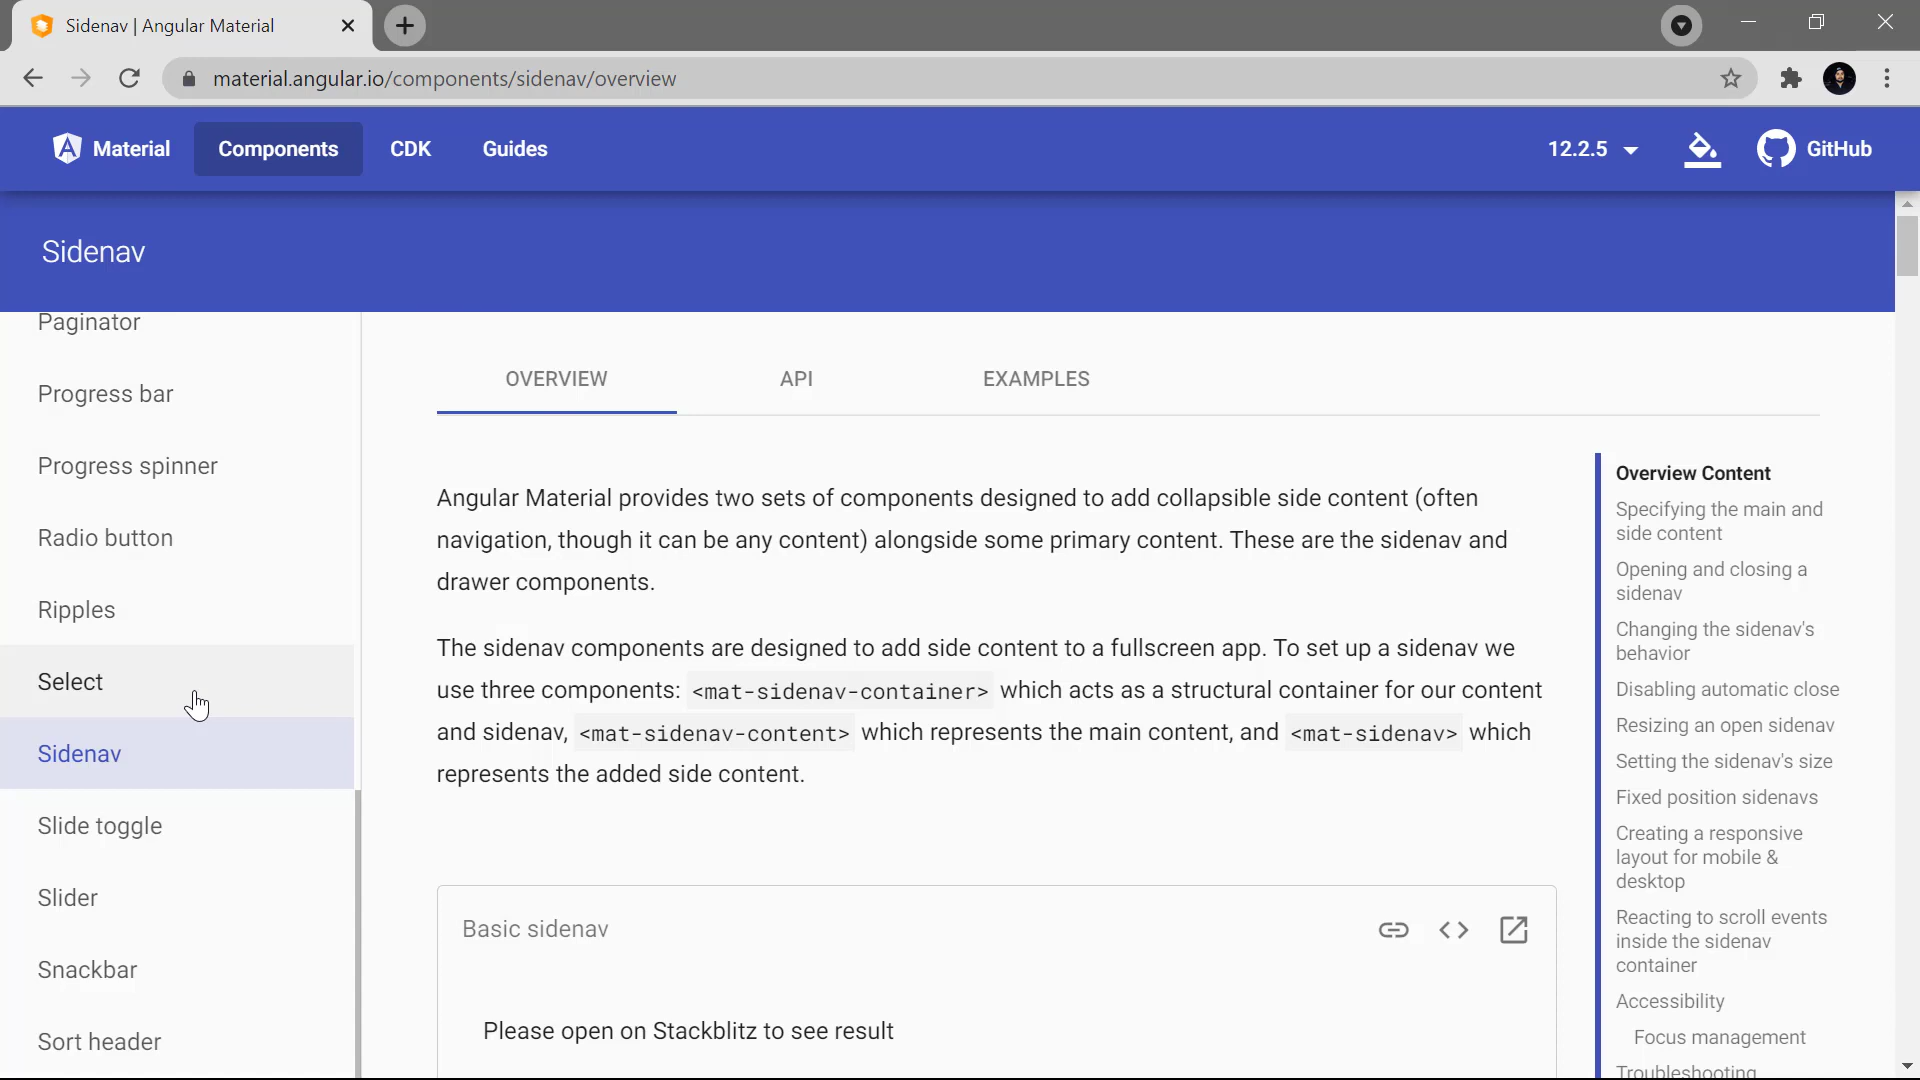 Sidenav | Angular Material
material.angular.io/components/sidenav/overview
Material
Components
CDK
Guides
12.2.5
GitHub
Sidenav
Paginator
Progress bar
Progress spinner
Radio button
Ripples
Select
Sidenav
Slide toggle
Slider
Snackbar
Sort header
OVERVIEW
API
EXAMPLES
Angular Material provides two sets of components designed to add collapsible side content (often
navigation, though it can be any content) alongside some primary content. These are the sidenav and
drawer components.
The sidenav components are designed to add side content to a fullscreen app. To set up a sidenav we
use three components: <mat-sidenav-container> which acts as a structural container for our content
and sidenav, <mat-sidenav-content> which represents the main content, and <mat-sidenav> which
represents the added side content.
Basic sidenav
Please open on Stackblitz to see result
Overview Content
Specifying the main and
side content
Opening and closing a
sidenav
Changing the sidenav's
behavior
Disabling automatic close
Resizing an open sidenav
Setting the sidenav's size
Fixed position sidenavs
Creating a responsive
layout for mobile &
desktop
Reacting to scroll events
inside the sidenav
container
Accessibility
Focus management
Troubleshooting